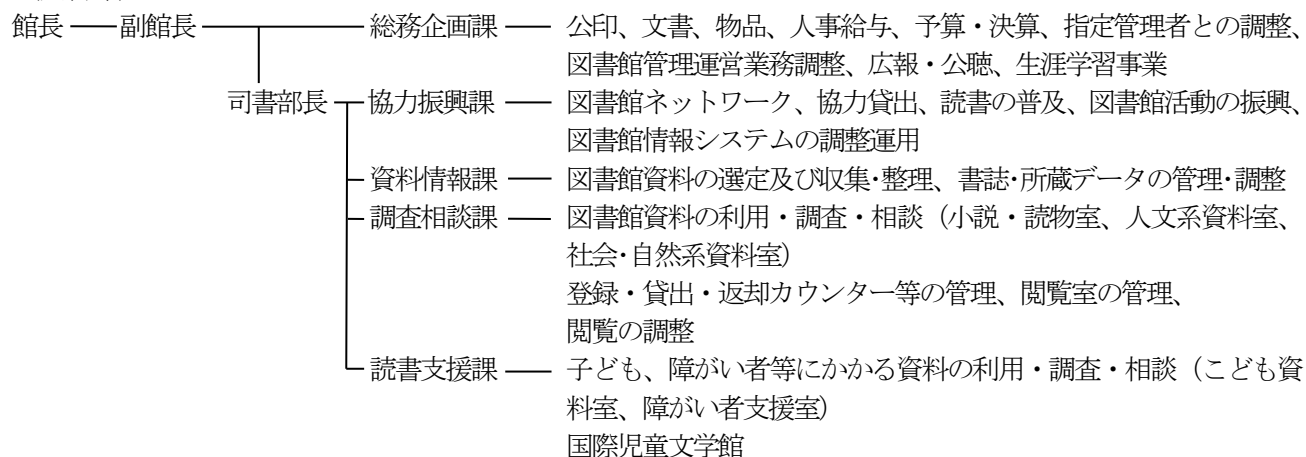 館長 副館長 総務企画課 公印、文書、物品、人事給与、予算・決算、指定管理者との調整、
図書館管理運営業務調整、広報・公聴、生涯学習事業
司書部長 協力振興課 図書館ネットワーク、協力貸出、読書の普及、図書館活動の振興、
図書館情報システムの調整運用
資料情報課 図書館資料の選定及び収集・整理、書誌・所蔵データの管理・調整
調査相談課 図書館資料の利用・調査・相談（小説・読物室、人文系資料室、
社会・自然系資料室）
登録・貸出・返却カウンター等の管理、閲覧室の管理、
閲覧の調整
読書支援課 子ども、障がい者等にかかる資料の利用・調査・相談（こども資
料室、障がい者支援室）
国際児童文学館